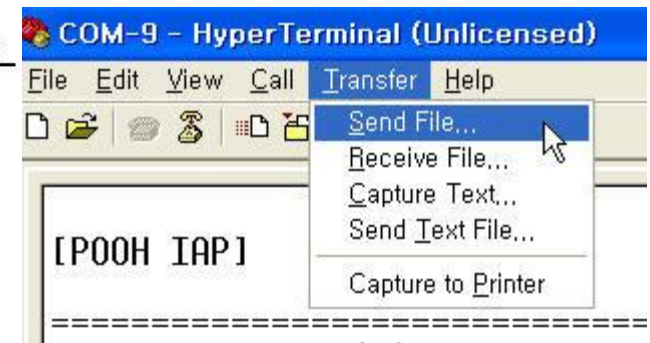 COM-9 - HyperTerminal (Unlicensed)
File Edit View Call Transfer Help
Send File...
Receive File...
Capture Text...
Send Text File...
Capture to Printer
[POOH IAP]
===============================